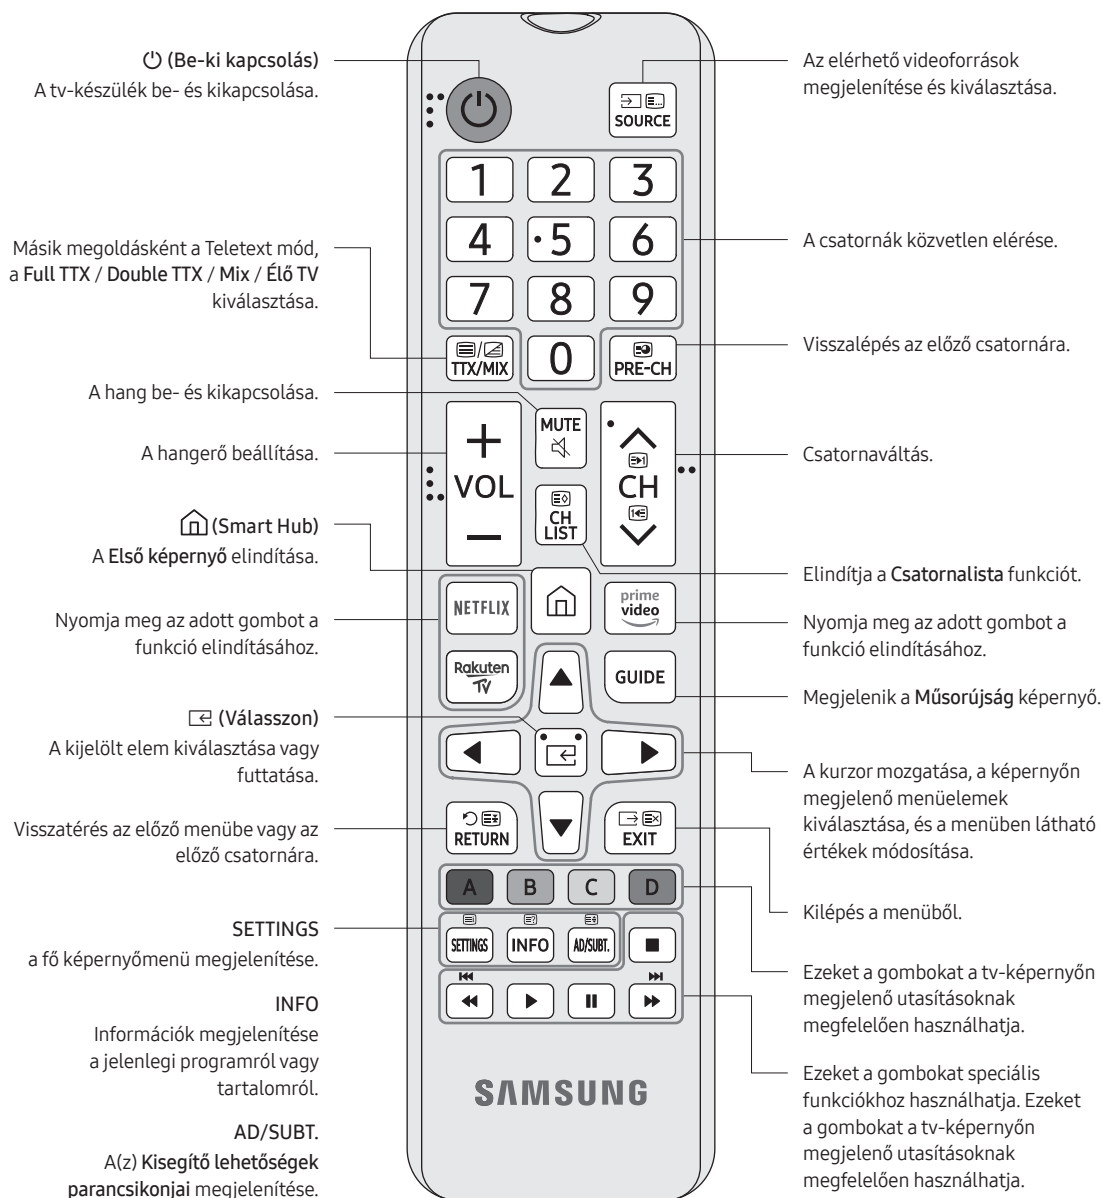 (Be-ki kapcsolás)
A tv-készülék be- és kikapcsolása.
Másik megoldásként a Teletext mód,
a Full TTX / Double TTX / Mix / Élő TV
kiválasztása.
A hang be- és kikapcsolása.
A hangerő beállítása.
(Smart Hub)
A Első képernyő elindítása.
Nyomja meg az adott gombot a
funkció elindításához.
(Válasszon)
A kijelölt elem kiválasztása vagy
futtatása.
Visszatérés az előző menübe vagy az
előző csatornára.
SETTINGS
a fő képernyőmenü megjelenítése.
INFO
Információk megjelenítése
a jelenlegi programról vagy
tartalomról.
AD/SUBT.
A(z) Kisegítő lehetőségek
parancsikonjai megjelenítése.
SOURCE
1 2 3
4 5 6
7 8 9
TTX/MIX 0 PRE-CH
MUTE
VOL
CH
CH
LIST
NETFLIX
prime
video
Rakuten
TV
GUIDE
RETURN
EXIT
A B C D
SETTINGS INFO AD/SUBT.
SAMSUNG
Az elérhető videoforrások
megjelenítése és kiválasztása.
A csatornák közvetlen elérése.
Visszalépés az előző csatornára.
Csatornaváltás.
Elindítja a Csatornalista funkciót.
Nyomja meg az adott gombot a
funkció elindításához.
Megjelenik a Műsorújság képernyő.
A kurzor mozgatása, a képernyőn
megjelenő menüelemek
kiválasztása, és a menüben látható
értékek módosítása.
Kilépés a menüből.
Ezeket a gombokat a tv-képernyőn
megjelenő utasításoknak
megfelelően használhatja.
Ezeket a gombokat speciális
funkciókhoz használhatja. Ezeket
a gombokat a tv-képernyőn
megjelenő utasításoknak
megfelelően használhatja.